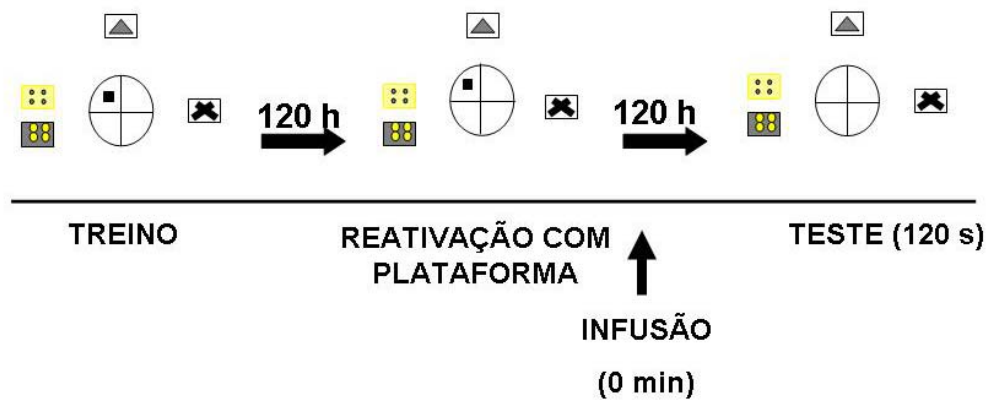 120 h
120 h
TREINO
REATIVAÇÃO COM
PLATAFORMA
TESTE (120 s)
INFUSÃO
(0 min)